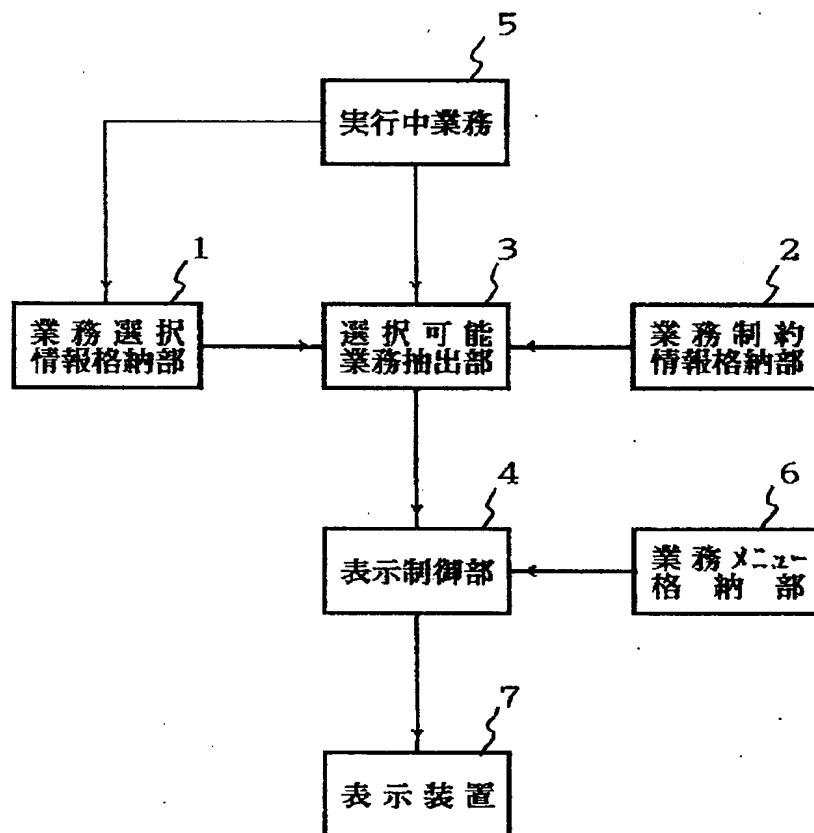 5
実行中業務
1
3
2
業務選択
情報格納部
選択可能
業務抽出部
業務制約
情報格納部
4
6
表示制御部
業務メニュー
格納部
7
表示装置